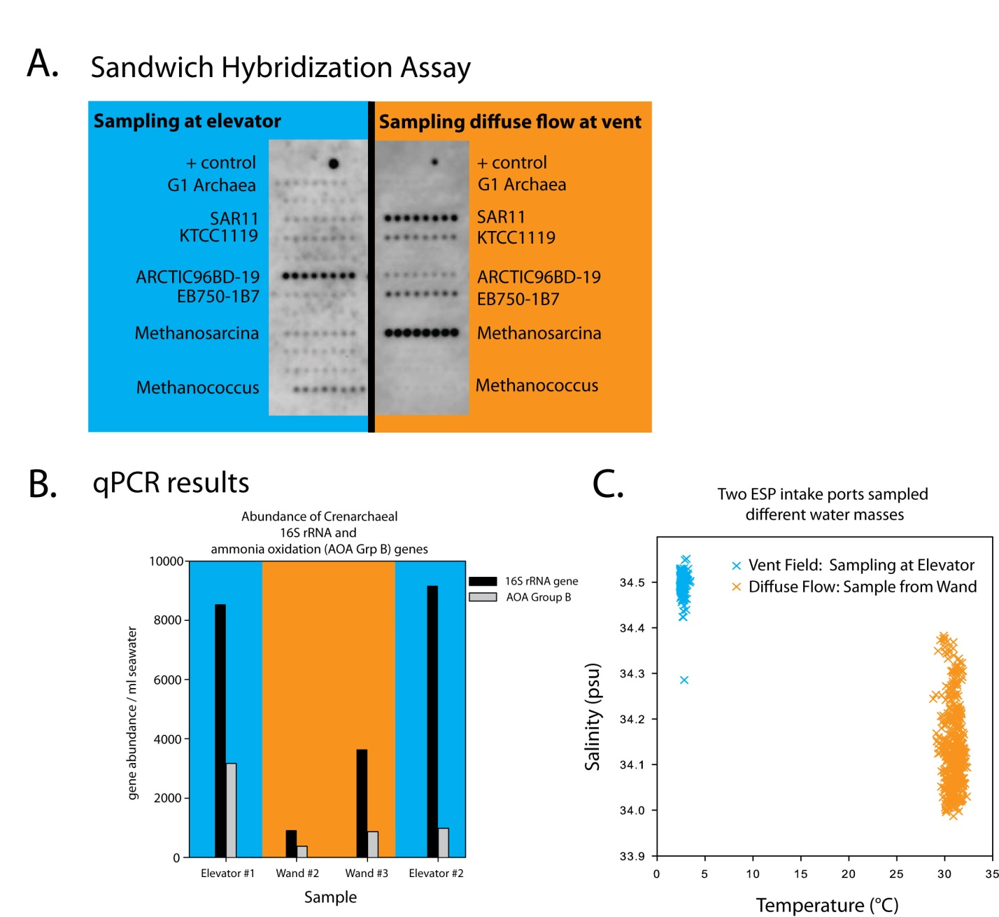 A. Sandwich Hybridization Assay
Sampling at elevator
+ control
G1 Archaea
SAR11
KTCC1119
ARCTIC96BD-19
EB750-1B7
Methanosarcina
Methanococcus
Sampling diffuse flow at vent
+ control
G1 Archaea
SAR11
KTCC1119
ARCTIC96BD-19
EB750-1B7
Methanosarcina
Methanococcus
B. qPCR results
Abundance of Crenarchaeal
16S rRNA and
ammonia oxidation (AOA Grp B) genes
gene abundance / ml seawater
10000
8000
6000
4000
2000
0
16S rRNA gene
AOA Group B
Elevator #1 Wand #2 Wand #3 Elevator #2
Sample
C.
Two ESP intake ports sampled
different water masses
Vent Field: Sampling at Elevator
Diffuse Flow: Sample from Wand
Salinity (psu)
34.5
34.4
34.3
34.2
34.1
34.0
33.9
0 5 10 15 20 25 30 35
Temperature (°C)